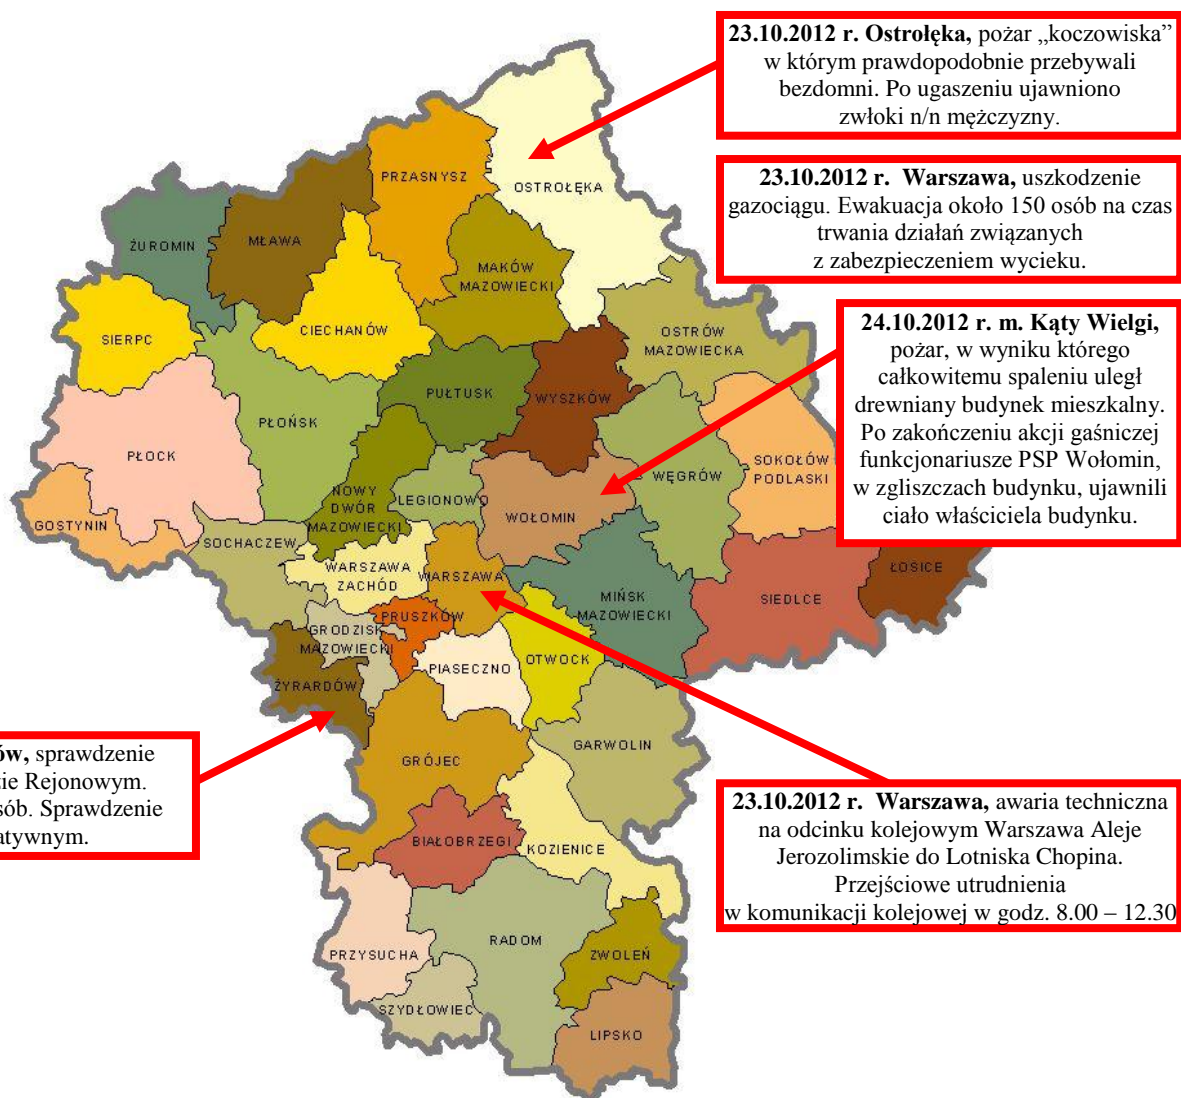 23.10.2012 r. Ostrołęka, pożar „koczowiska”
w którym prawdopodobnie przebywali
bezdomni. Po ugaszeniu ujawniono
zwłoki n/n mężczyzny.
23.10.2012 r. Warszawa, uszkodzenie
gazociągu. Ewakuacja około 150 osób na czas
trwania działań związanych
z zabezpieczeniem wycieku.
24.10.2012 r. m. Kąty Wielgi,
pożar, w wyniku którego
całkowitemu spaleniu uległ
drewniany budynek mieszkalny.
Po zakończeniu akcji gaśniczej
funkcjonariusze PSP Wołomin,
w zgliszczach budynku, ujawnili
ciało właściciela budynku.
PRZASNYSZ
OSTROŁĘKA
ŻUROMIN
MŁAWA
MAKÓW
MAZOWIECKI
CIECHANÓW
SIERPC
OSTRÓW
MAZOWIECKA
PUŁTUSK
WYSZKÓW
PŁOŃSK
PŁOCK
SOKOŁÓW
PODLASKI
WĘGRÓW
NOWY
DWÓR
MAZOWIECKI
LEGIONOWO
WOŁOMIN
GOSTYNIN
SOCHACZEW
WARSZAWA
ZACHÓD
WARSZAWA
ŁOSICE
MIŃSK
MAZOWIECKI
SIEDLCE
PRUSZKÓW
GRODZISK
MAZOWIECKI
PIASECZNO
OTWOCK
ŻYRARDÓW
GARWOLIN
GRÓJEC
ów, sprawdzenie
zie Rejonowym.
sób. Sprawdzenie
atywnym.
23.10.2012 r. Warszawa, awaria techniczna
na odcinku kolejowym Warszawa Aleje
Jerozolimskie do Lotniska Chopina.
Przejściowe utrudnienia
w komunikacji kolejowej w godz. 8.00 – 12.30
BIAŁOBRZEGI
KOZIENICE
RADOM
PRZYSUCHA
ZWOLEŃ
SZYDŁOWIEC
LIPSKO